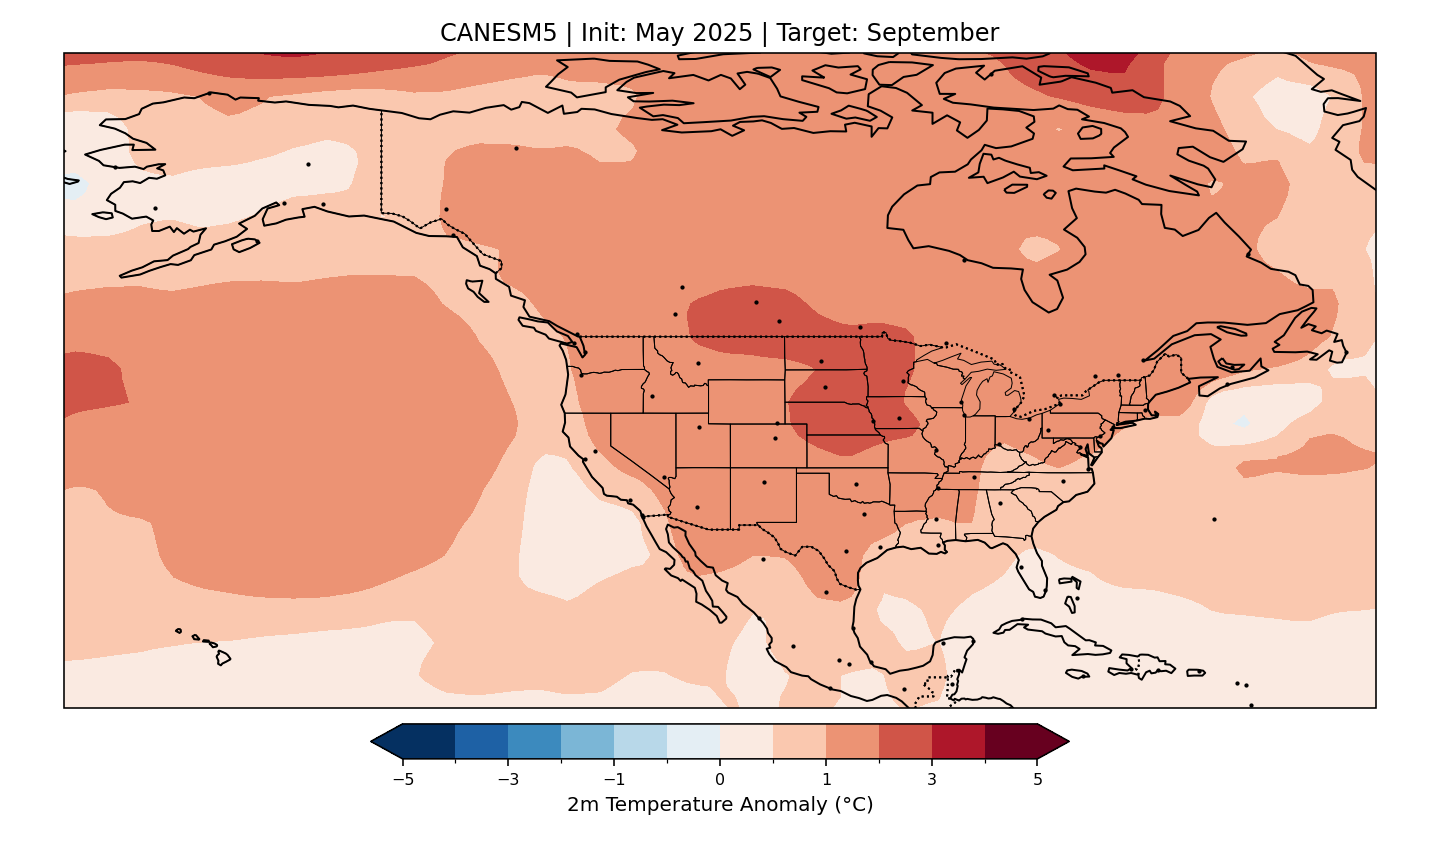 CANESM5 | Init: May 2025 | Target: September
−5 −3 −1 0 1 3 5
2m Temperature Anomaly (°C)